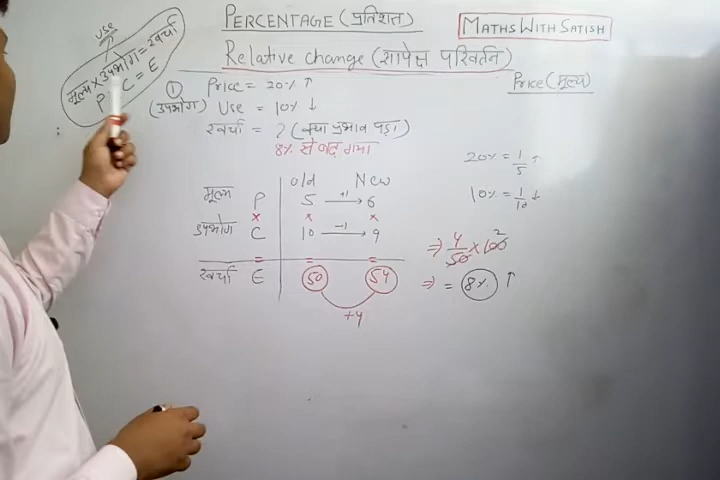 PERCENTAGE (प्रतिशत)
MATHS WITH SATISH
Relative change (सापेक्ष परिवर्तन)
Price (मूल्य)
use
मूल्य × उपभोग = खर्चा
P C = E
① Price = 20% ↑
(उपभोग) Use = 10% ↓
खर्चा = ? (क्या प्रभाव पड़ा)
8% से बढ़ गया
20% = 1/5 ↑
10% = 1/10 ↓
old New
मूल्य P 5 +1→ 6
× × ×
उपभोग C 10 -1→ 9
= = =
खर्चा E 50 54
+4
⇒ 4/50 × 100 2
⇒ = 8% ↑